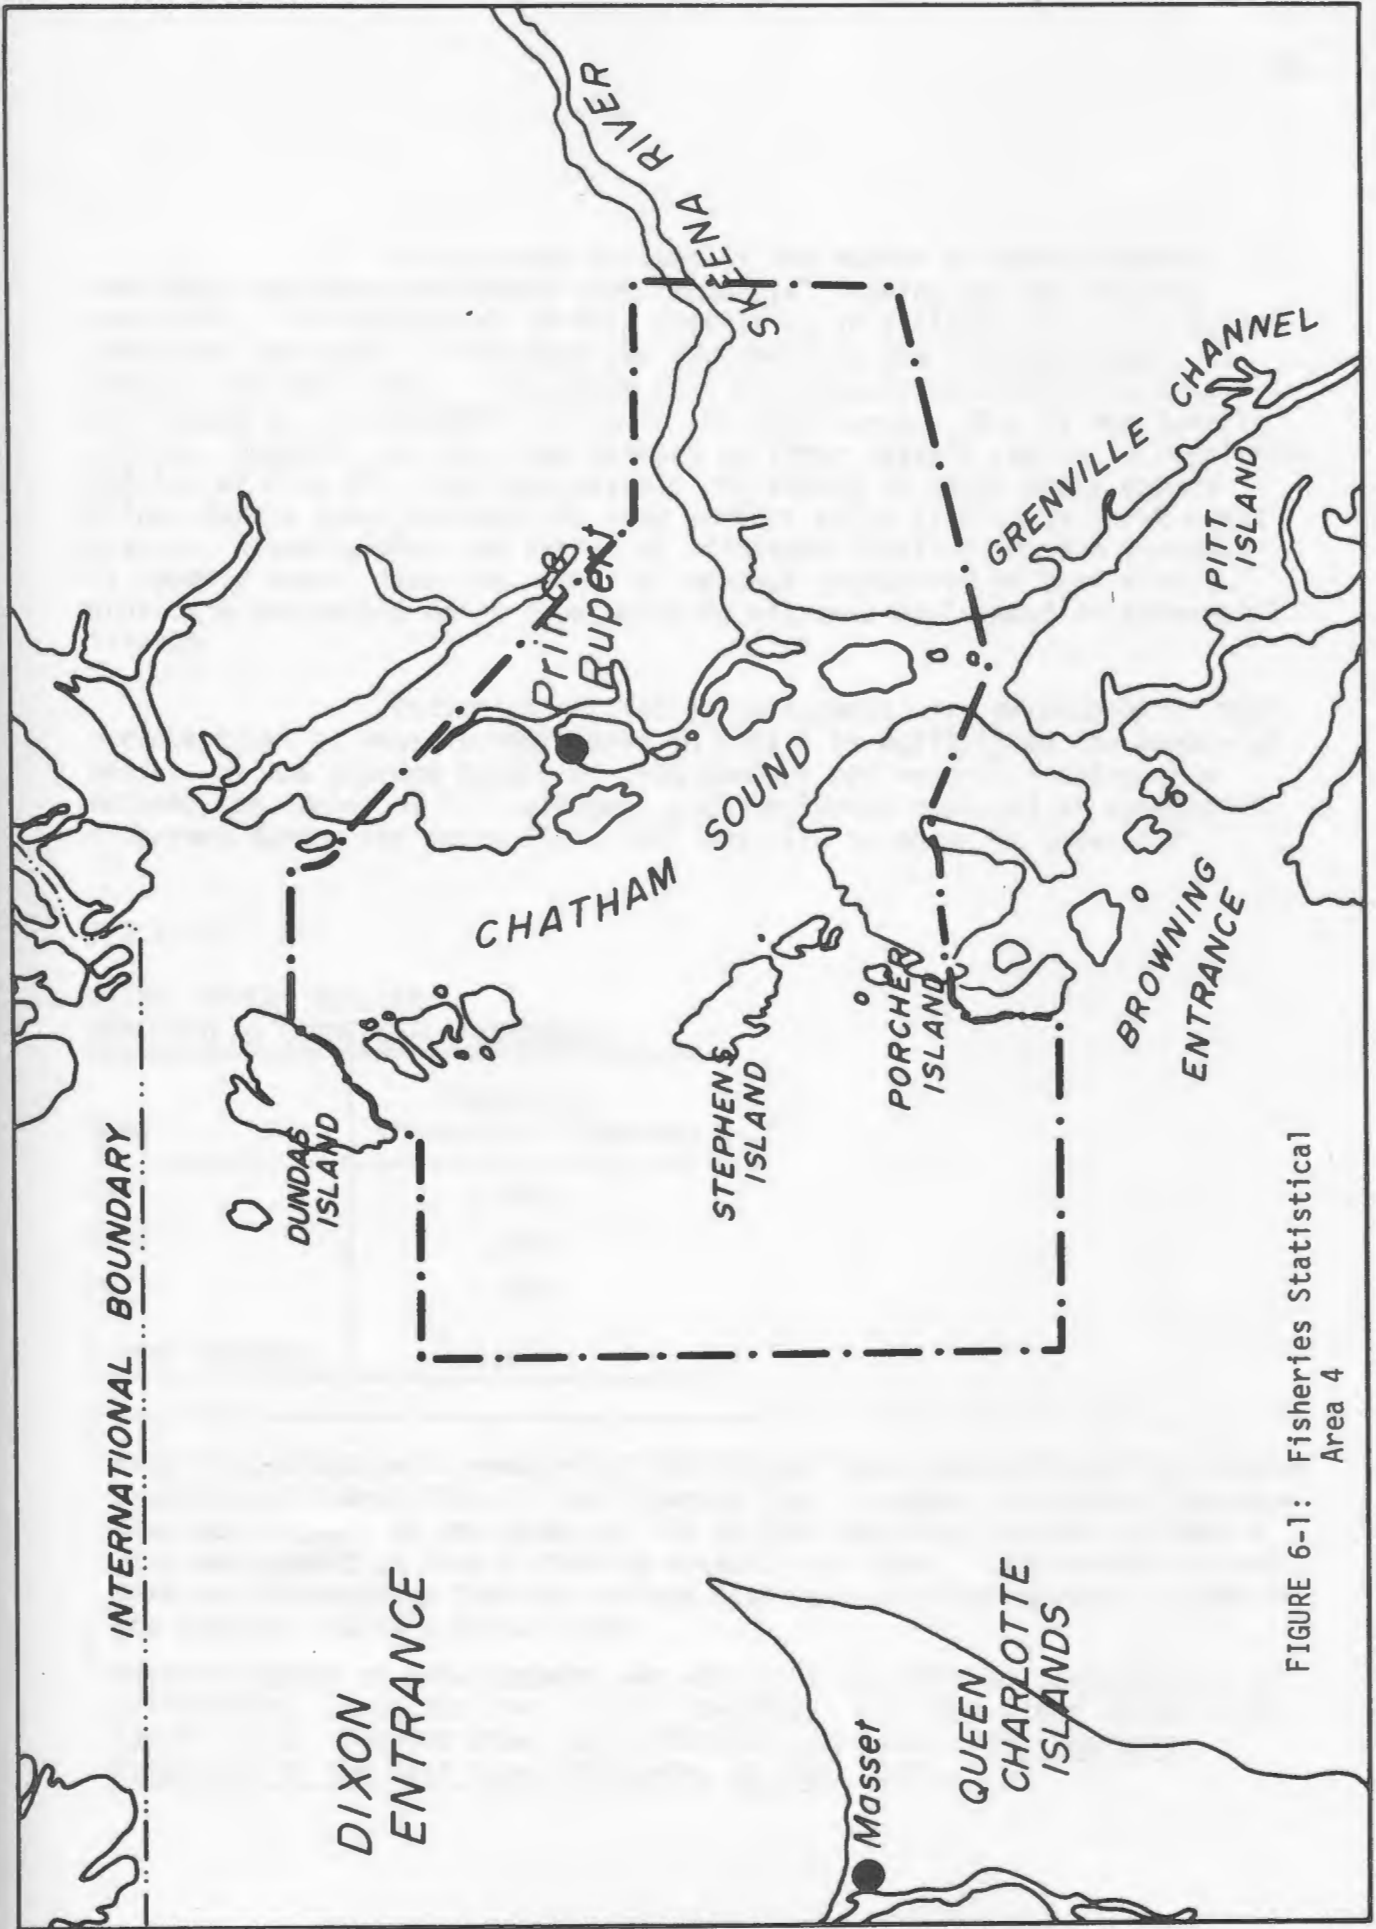 INTERNATIONAL BOUNDARY
DIXON
ENTRANCE
DUNDAS
ISLAND
CHATHAM SOUND
Prince
Rupert
SKEENA RIVER
STEPHENS
ISLAND
PORCHER
ISLAND
GRENVILLE CHANNEL
PITT
ISLAND
BROWNING
ENTRANCE
Masset
QUEEN
CHARLOTTE
ISLANDS
FIGURE 6-1: Fisheries Statistical
Area 4